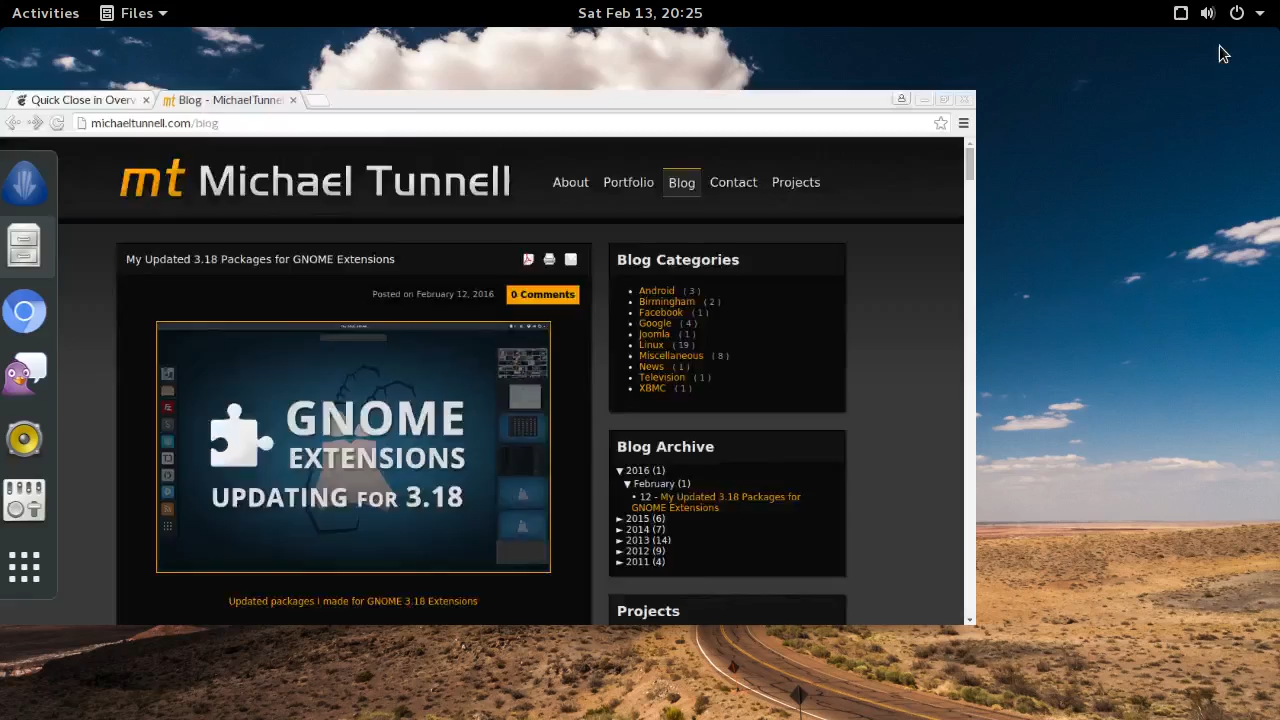 Activities Files Sat Feb 13, 20:25
Quick Close in Overv Blog - MichaelTunnel
michaeltunnell.com/blog
mt Michael Tunnell About Portfolio Blog Contact Projects
My Updated 3.18 Packages for GNOME Extensions
Posted on February 12, 2016 0 Comments
GNOME
EXTENSIONS
UPDATING FOR 3.18
Updated packages I made for GNOME 3.18 Extensions
Blog Categories
Android ( 3 )
Birmingham ( 2 )
Facebook ( 1 )
Google ( 4 )
Joomla ( 1 )
Linux ( 19 )
Miscellaneous ( 8 )
News ( 1 )
Television ( 1 )
XBMC ( 1 )
Blog Archive
▼ 2016 (1)
▼ February (1)
• 12 - My Updated 3.18 Packages for
GNOME Extensions
► 2015 (6)
► 2014 (7)
► 2013 (14)
► 2012 (9)
► 2011 (4)
Projects